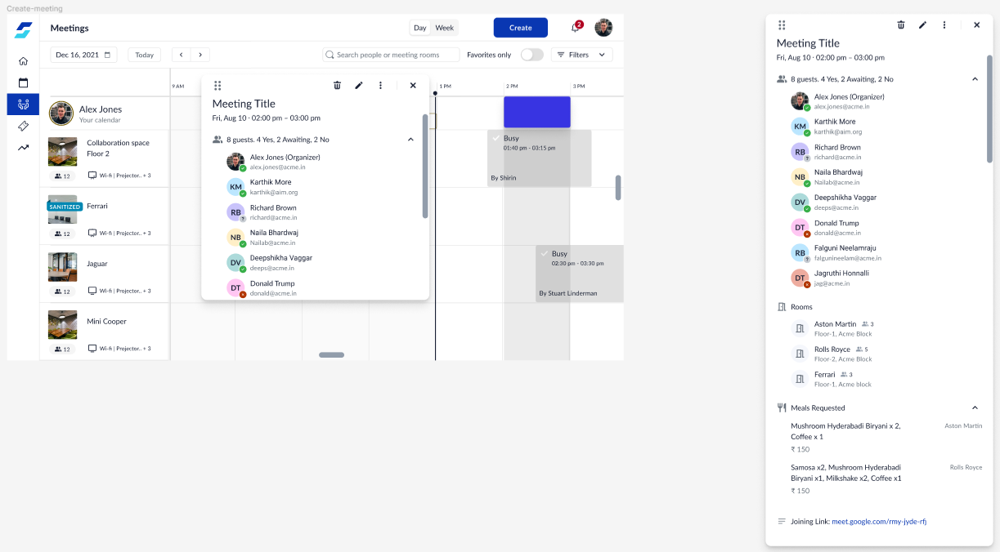 Create-meeting
Meetings
Day
Week
Create
2
Dec 16, 2021
Today
Search people or meeting rooms
Favorites only
Filters
9 AM
1 PM
2 PM
3 PM
Alex Jones
Your calendar
Collaboration space
Floor 2
12
Wi-fi | Projector.. + 3
SANITIZED
Ferrari
12
Wi-fi | Projector.. + 3
Jaguar
12
Wi-fi | Projector.. + 3
Mini Cooper
12
Wi-fi | Projector.. + 3
Meeting Title
Fri, Aug 10 · 02:00 pm – 03:00 pm
8 guests. 4 Yes, 2 Awaiting, 2 No
Alex Jones (Organizer)
alex.jones@acme.in
KM
Karthik More
karthik@aim.org
RB
Richard Brown
richard@acme.in
NB
Naila Bhardwaj
Nailab@acme.in
DV
Deepshikha Vaggar
deeps@acme.in
DT
Donald Trump
donald@acme.in
Busy
01:40 pm - 03:15 pm
By Shirin
Busy
02:30 pm - 03:30 pm
By Stuart Linderman
Meeting Title
Fri, Aug 10 · 02:00 pm – 03:00 pm
8 guests. 4 Yes, 2 Awaiting, 2 No
Alex Jones (Organizer)
alex.jones@acme.in
KM
Karthik More
karthik@aim.org
RB
Richard Brown
richard@acme.in
NB
Naila Bhardwaj
Nailab@acme.in
DV
Deepshikha Vaggar
deeps@acme.in
DT
Donald Trump
donald@acme.in
RB
Falguni Neelamraju
falgunineelam@acme.in
DT
Jagruthi Honnalli
jag@acme.in
Rooms
Aston Martin 3
Floor-1, Acme Block
Rolls Royce 5
Floor-2, Acme Block
Ferrari 3
Floor-1, Acme block
Meals Requested
Mushroom Hyderabadi Biryani x 2,
Coffee x 1
Aston Martin
₹ 150
Samosa x2, Mushroom Hyderabadi
Biryani x1, Milkshake x2, Coffee x1
Rolls Royce
₹ 150
Joining Link: meet.google.com/rmy-jyde-rfj